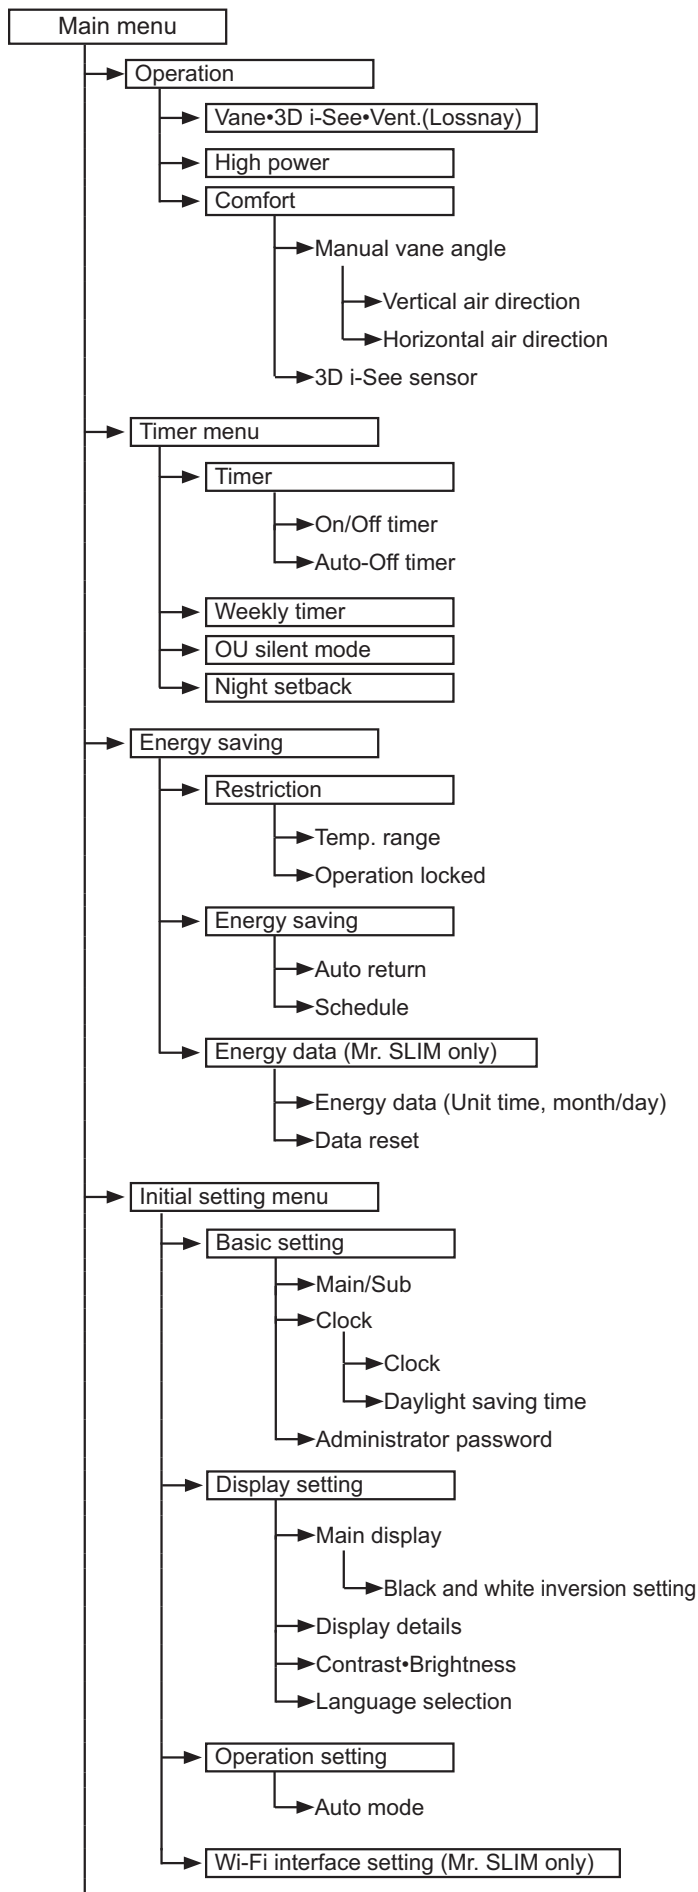 Main menu
Operation
Vane•3D i-See•Vent.(Lossnay)
High power
Comfort
Manual vane angle
Vertical air direction
Horizontal air direction
3D i-See sensor
Timer menu
Timer
On/Off timer
Auto-Off timer
Weekly timer
OU silent mode
Night setback
Energy saving
Restriction
Temp. range
Operation locked
Energy saving
Auto return
Schedule
Energy data (Mr. SLIM only)
Energy data (Unit time, month/day)
Data reset
Initial setting menu
Basic setting
Main/Sub
Clock
Clock
Daylight saving time
Administrator password
Display setting
Main display
Black and white inversion setting
Display details
Contrast•Brightness
Language selection
Operation setting
Auto mode
Wi-Fi interface setting (Mr. SLIM only)